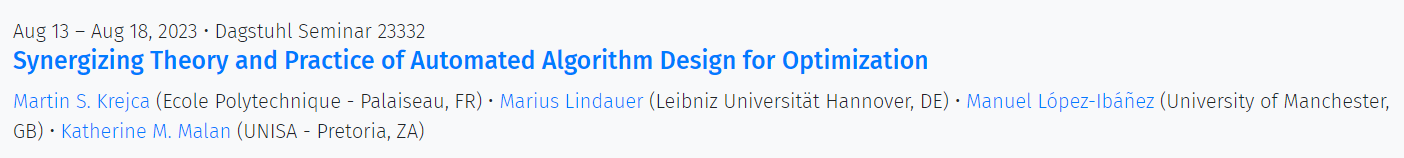 Aug 13 – Aug 18, 2023 • Dagstuhl Seminar 23332
Synergizing Theory and Practice of Automated Algorithm Design for Optimization
Martin S. Krejca (Ecole Polytechnique - Palaiseau, FR) • Marius Lindauer (Leibniz Universität Hannover, DE) • Manuel López-Ibáñez (University of Manchester,
GB) • Katherine M. Malan (UNISA - Pretoria, ZA)